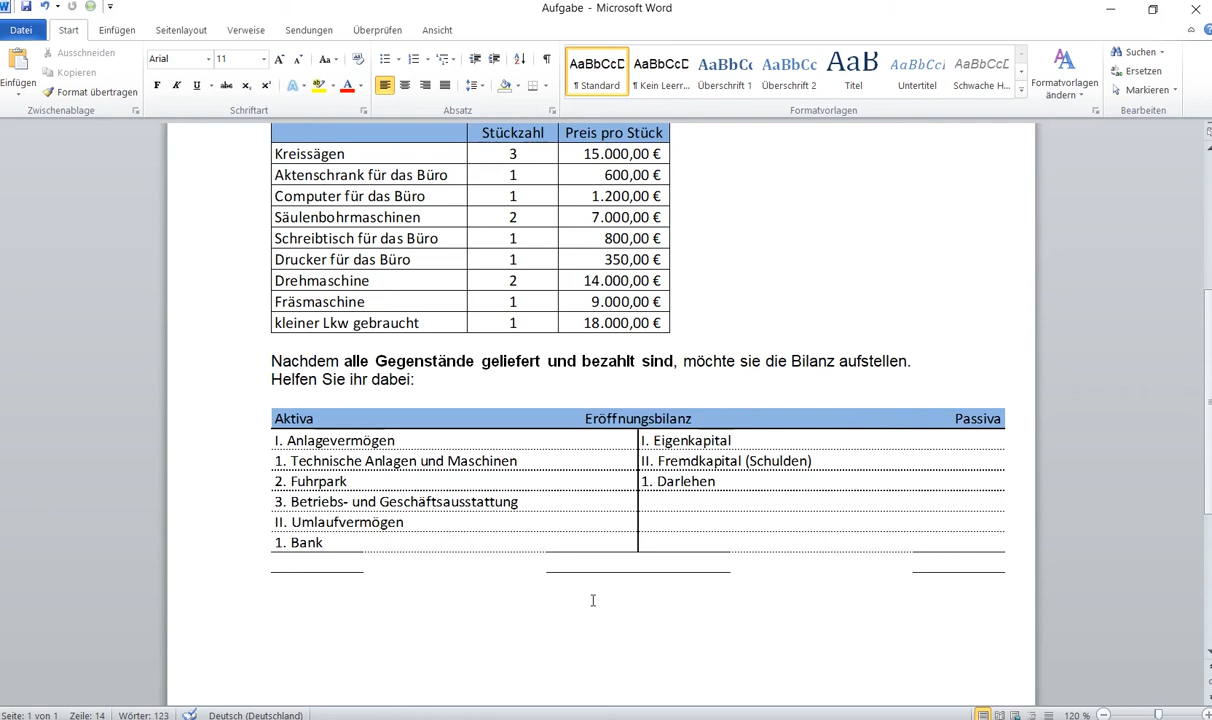 Aufgabe - Microsoft Word
Datei Start Einfügen Seitenlayout Verweise Sendungen Überprüfen Ansicht
Ausschneiden
Kopieren
Einfügen
Format übertragen
Zwischenablage
Arial 11
Schriftart
Absatz
AaBbCcD AaBbCcD AaBbCc AaBbCc AaB AaBbCcI AaBbCcD
¶ Standard ¶ Kein Leerr... Überschrift 1 Überschrift 2 Titel Untertitel Schwache H...
Formatvorlagen ändern
Formatvorlagen
Suchen
Ersetzen
Markieren
Bearbeiten
Stückzahl Preis pro Stück
Kreissägen 3 15.000,00 €
Aktenschrank für das Büro 1 600,00 €
Computer für das Büro 1 1.200,00 €
Säulenbohrmaschinen 2 7.000,00 €
Schreibtisch für das Büro 1 800,00 €
Drucker für das Büro 1 350,00 €
Drehmaschine 2 14.000,00 €
Fräsmaschine 1 9.000,00 €
kleiner Lkw gebraucht 1 18.000,00 €
Nachdem alle Gegenstände geliefert und bezahlt sind, möchte sie die Bilanz aufstellen.
Helfen Sie ihr dabei:
Aktiva Eröffnungsbilanz Passiva
I. Anlagevermögen I. Eigenkapital
1. Technische Anlagen und Maschinen II. Fremdkapital (Schulden)
2. Fuhrpark 1. Darlehen
3. Betriebs- und Geschäftsausstattung
II. Umlaufvermögen
1. Bank
Seite: 1 von 1 Zeile: 14 Wörter: 123 Deutsch (Deutschland) 120 %